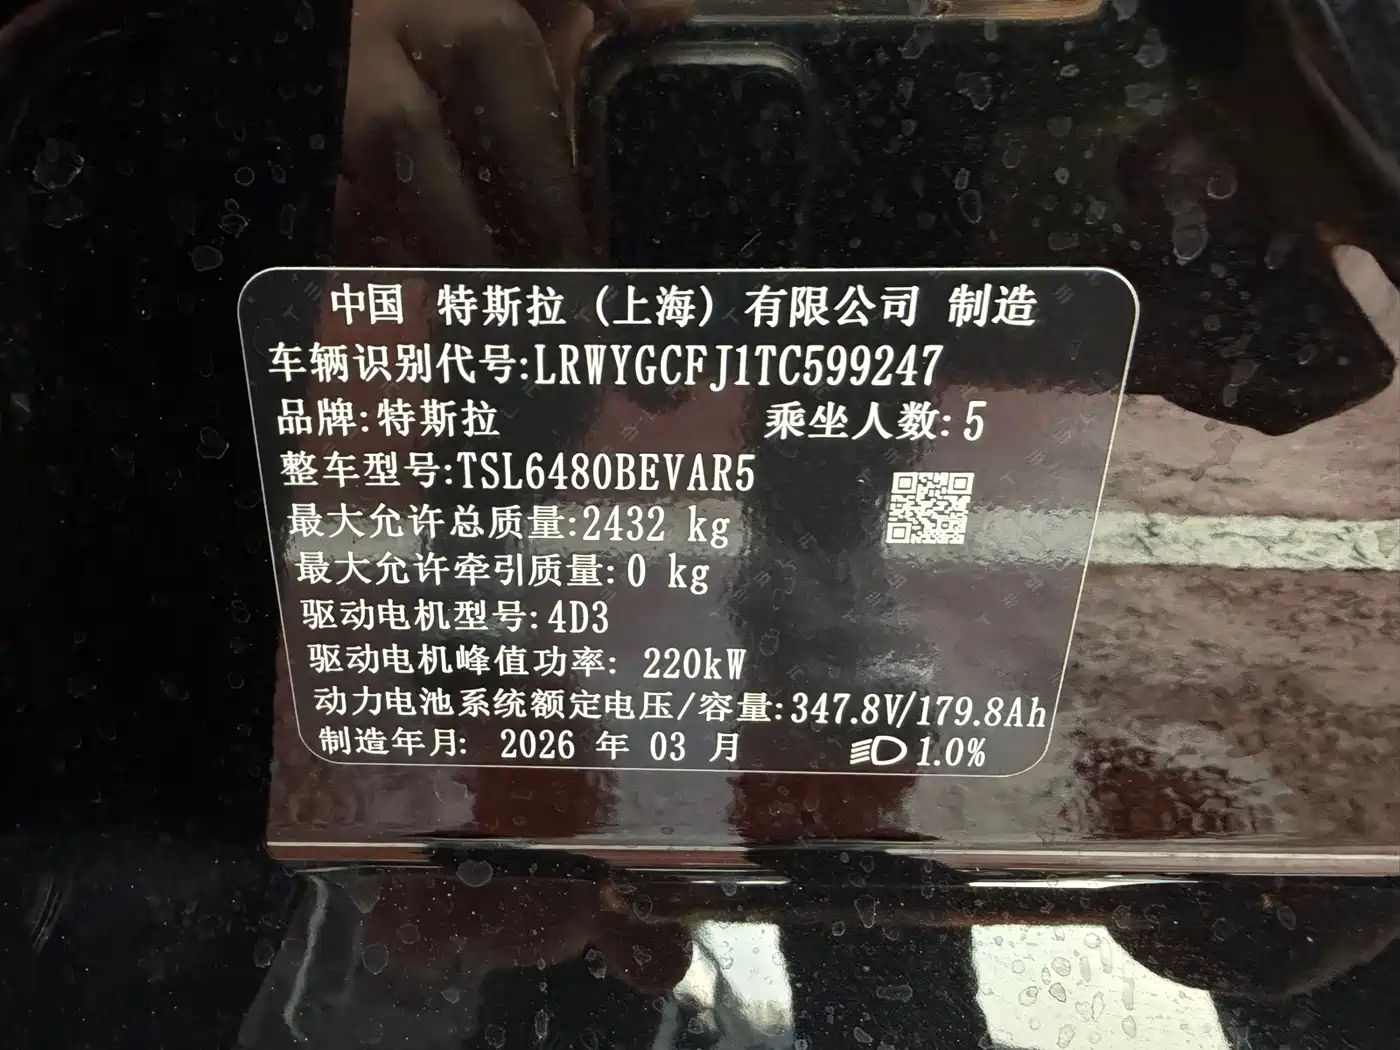 中国 特斯拉 (上海) 有限公司 制造
车辆识别代号:LRWYGCFJ1TC599247
品牌:特斯拉 乘坐人数:5
整车型号:TSL6480BEVAR5
最大允许总质量:2432 kg
最大允许牵引质量:0 kg
驱动电机型号:4D3
驱动电机峰值功率: 220kW
动力电池系统额定电压/容量:347.8V/179.8Ah
制造年月: 2026 年 03 月 1.0%